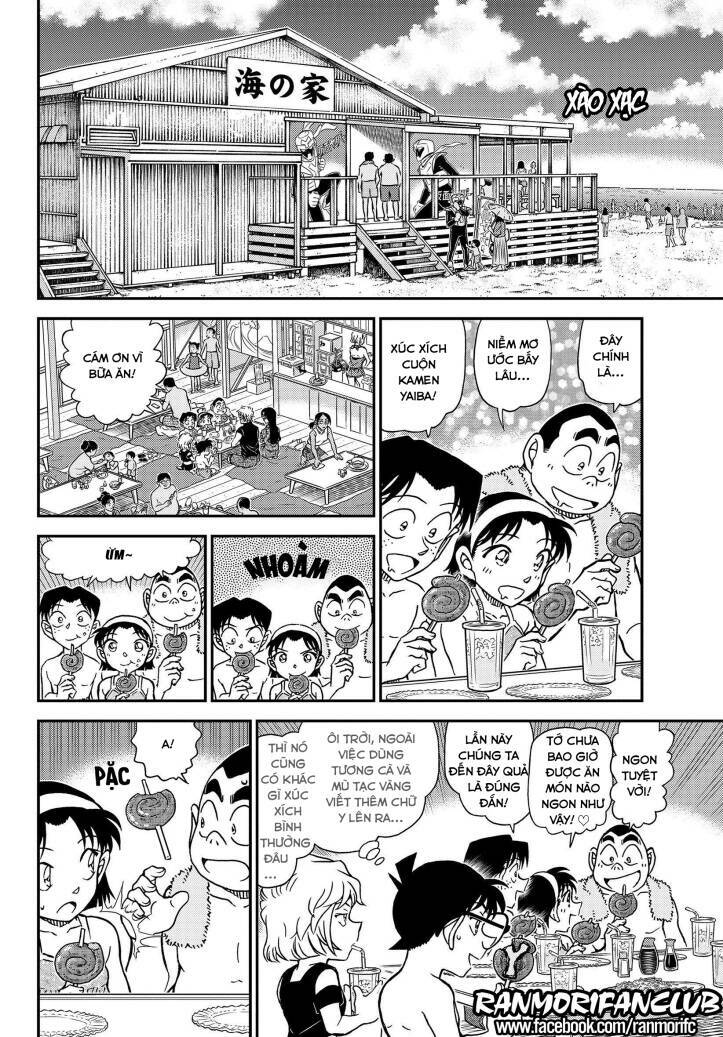 海の家
XÀO XẠC
ĐÂY
CHÍNH
LÀ...
NIỀM MƠ
ƯỚC BẤY
LÂU...
XÚC XÍCH
CUỘN
KAMEN
YAIBA!
CÁM ƠN VÌ
BỮA ĂN!
NHOÀM
ỪM~
NGON
TUYỆT
VỜI!
TỚ CHƯA
BAO GIỜ
ĐƯỢC ĂN
MÓN NÀO
NGON NHƯ
VẬY! ♡
LẦN NÀY
CHÚNG TA
ĐẾN ĐÂY QUẢ
LÀ ĐÚNG
ĐẮN!
ÔI TRỜI, NGOÀI
VIỆC DÙNG
TƯƠNG CÀ VÀ
MÙ TẠC VÀNG
VIẾT THÊM CHỮ
Y LÊN RA...
THÌ NÓ
CŨNG
CÓ KHÁC
GÌ XÚC
XÍCH
BÌNH
THƯỜNG
ĐÂU
...
Y
A!
PẶC
RANMORIFANCLUB
www.facebook.com/ranmorifc